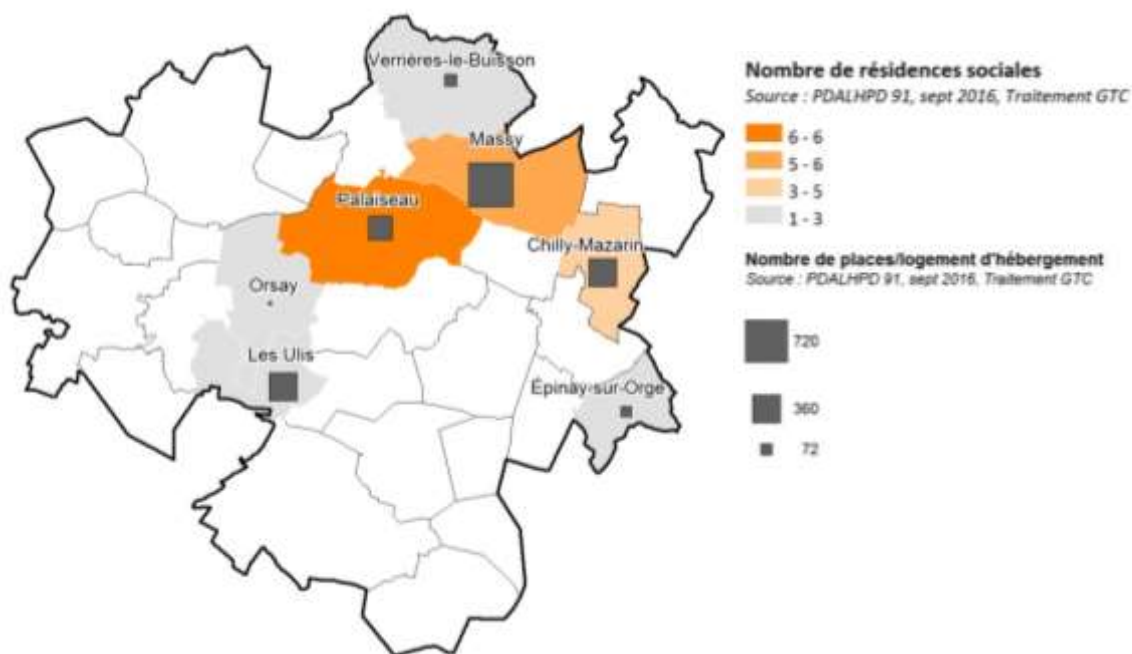 Verrières-le-Buisson
Massy
Palaiseau
Chilly-Mazarin
Orsay
Les Ulis
Épinay-sur-Orge
Nombre de résidences sociales
Source : PDALHPD 91, sept 2016, Traitement GTC
6 - 6
5 - 6
3 - 5
1 - 3
Nombre de places/logement d'hébergement
Source : PDALHPD 91, sept 2016, Traitement GTC
720
360
72